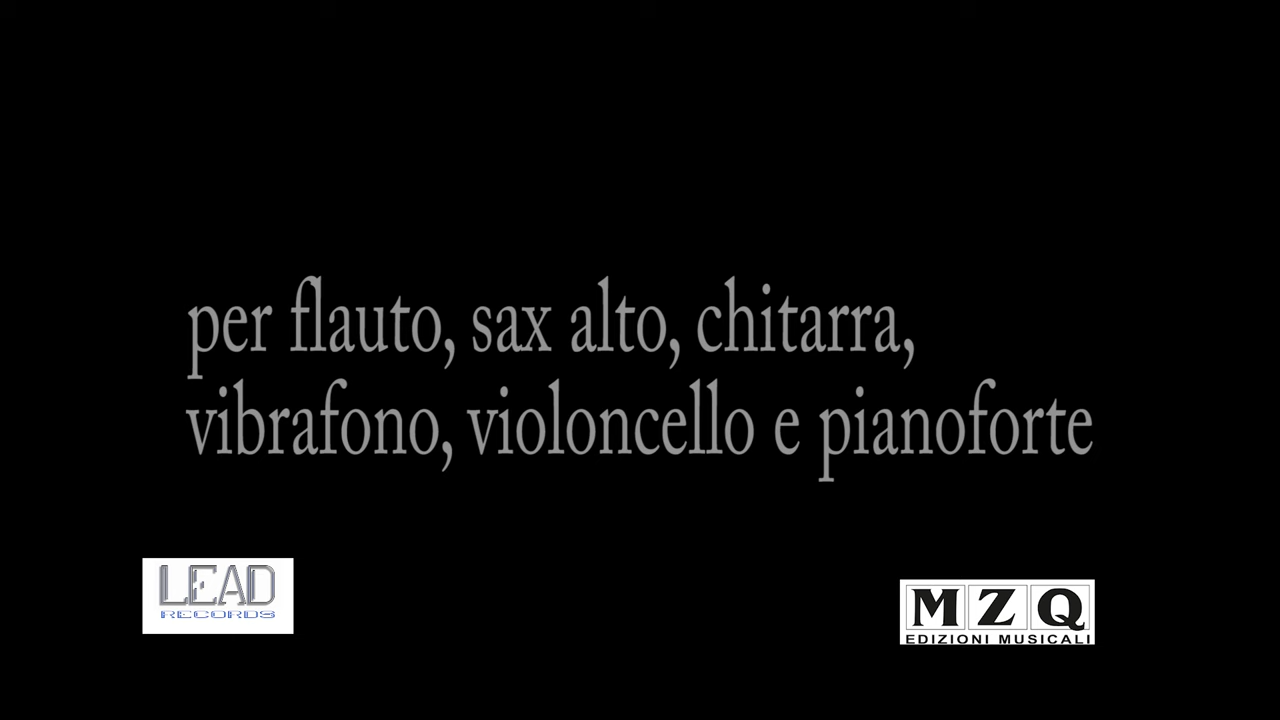 per flauto, sax alto, chitarra,
vibrafono, violoncello e pianoforte
LEAD
RECORDS
MZQ
EDIZIONI MUSICALI